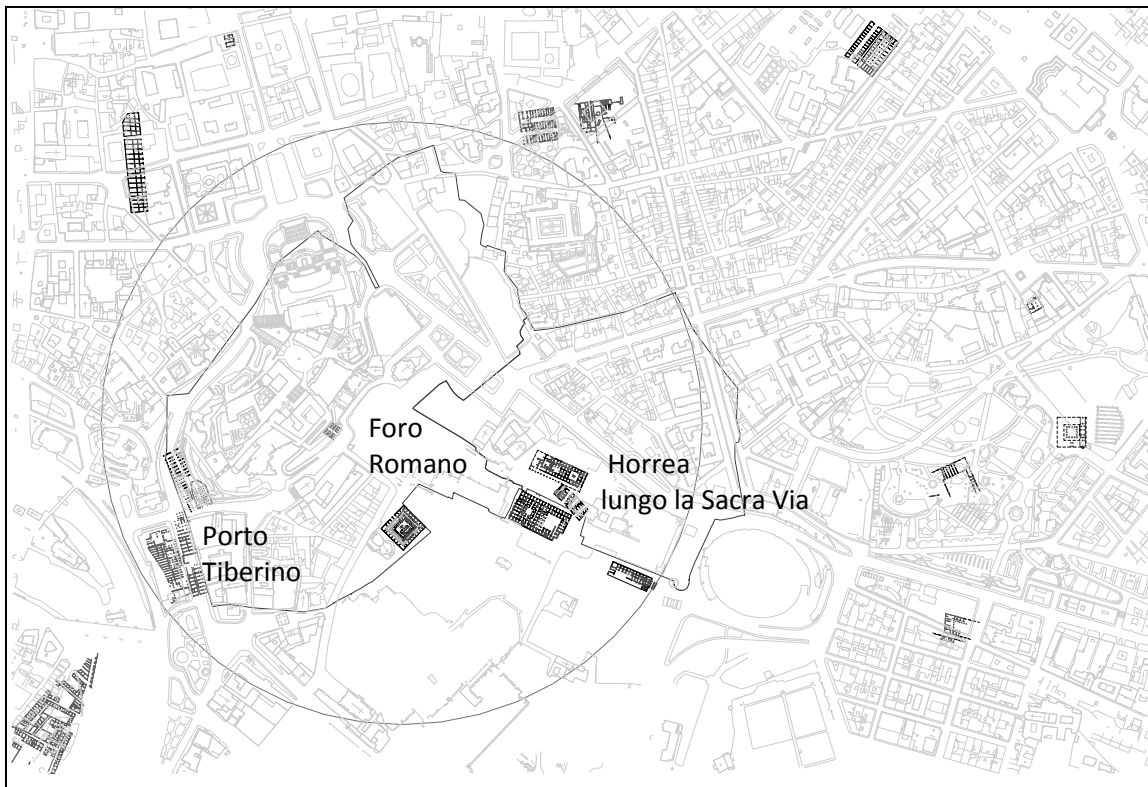 Foro
Romano
Horrea
lungo la Sacra Via
Porto
Tiberino